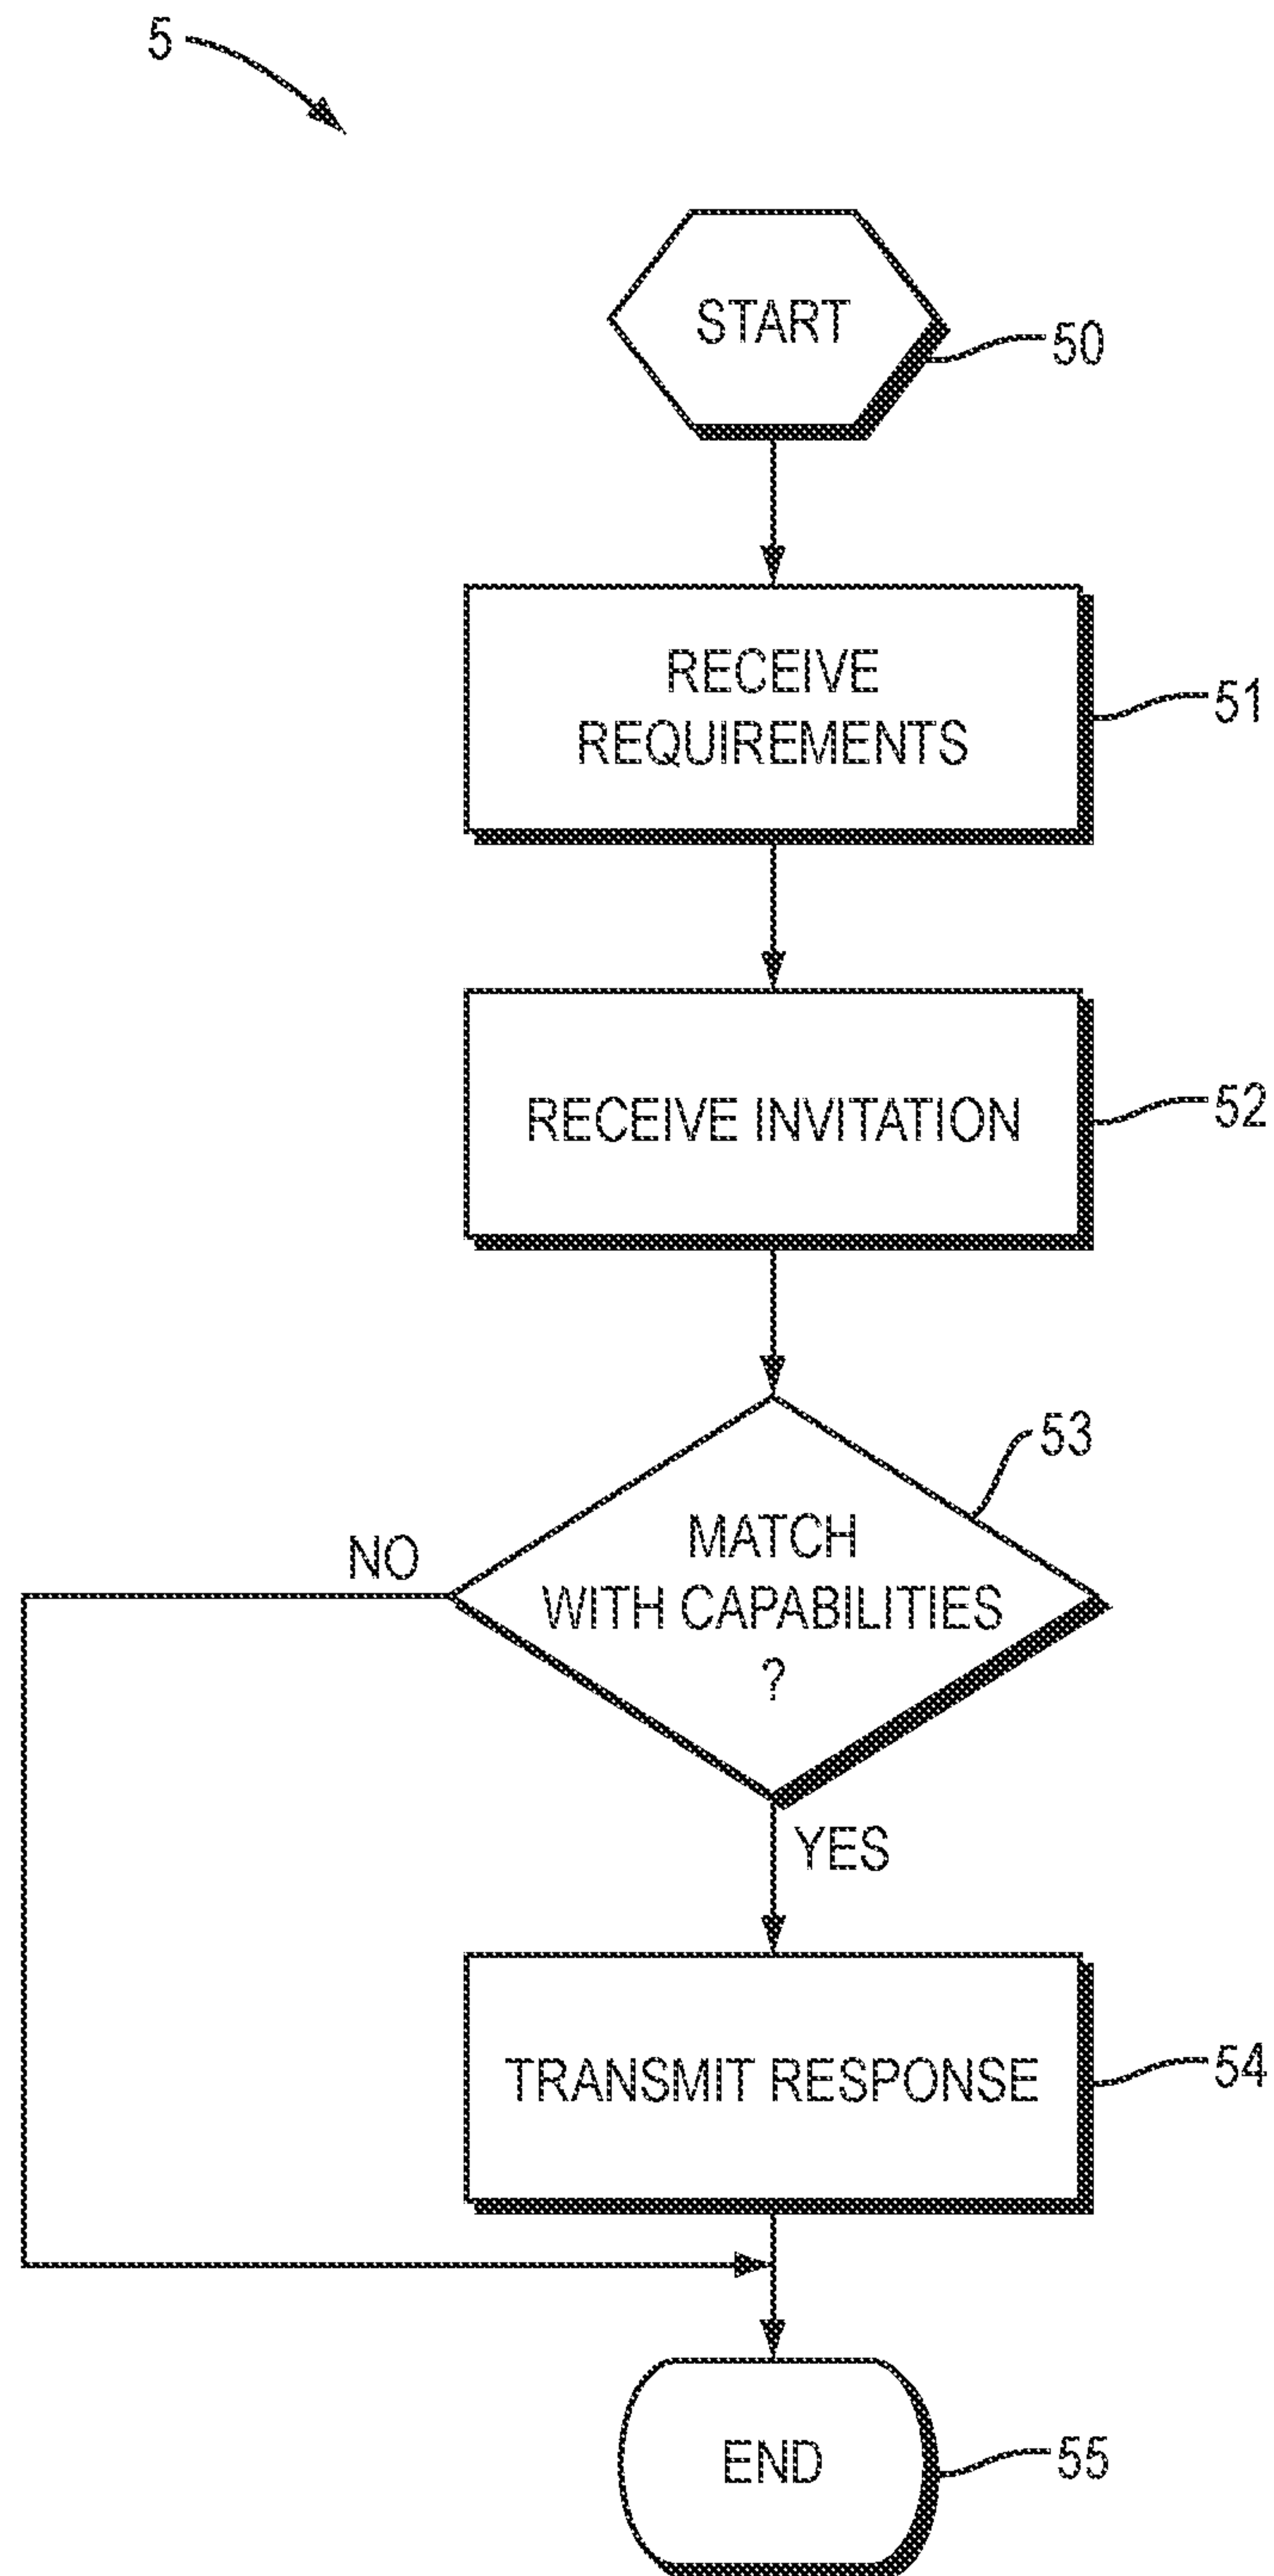 5
START
50
RECEIVE
REQUIREMENTS
51
RECEIVE INVITATION
52
53
MATCH
WITH CAPABILITIES
?
NO
YES
TRANSMIT RESPONSE
54
END
55